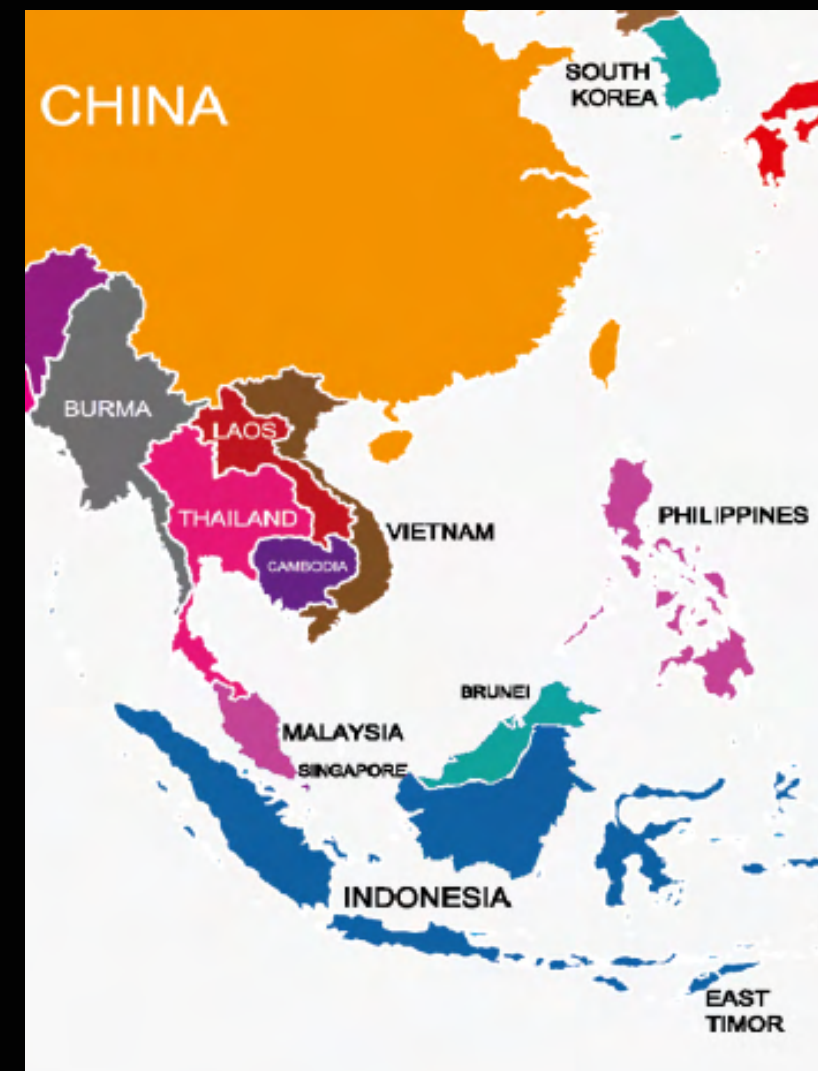 CHINA
SOUTH
KOREA
BURMA
LAOS
THAILAND
VIETNAM
PHILIPPINES
CAMBODIA
BRUNEI
MALAYSIA
SINGAPORE
INDONESIA
EAST
TIMOR